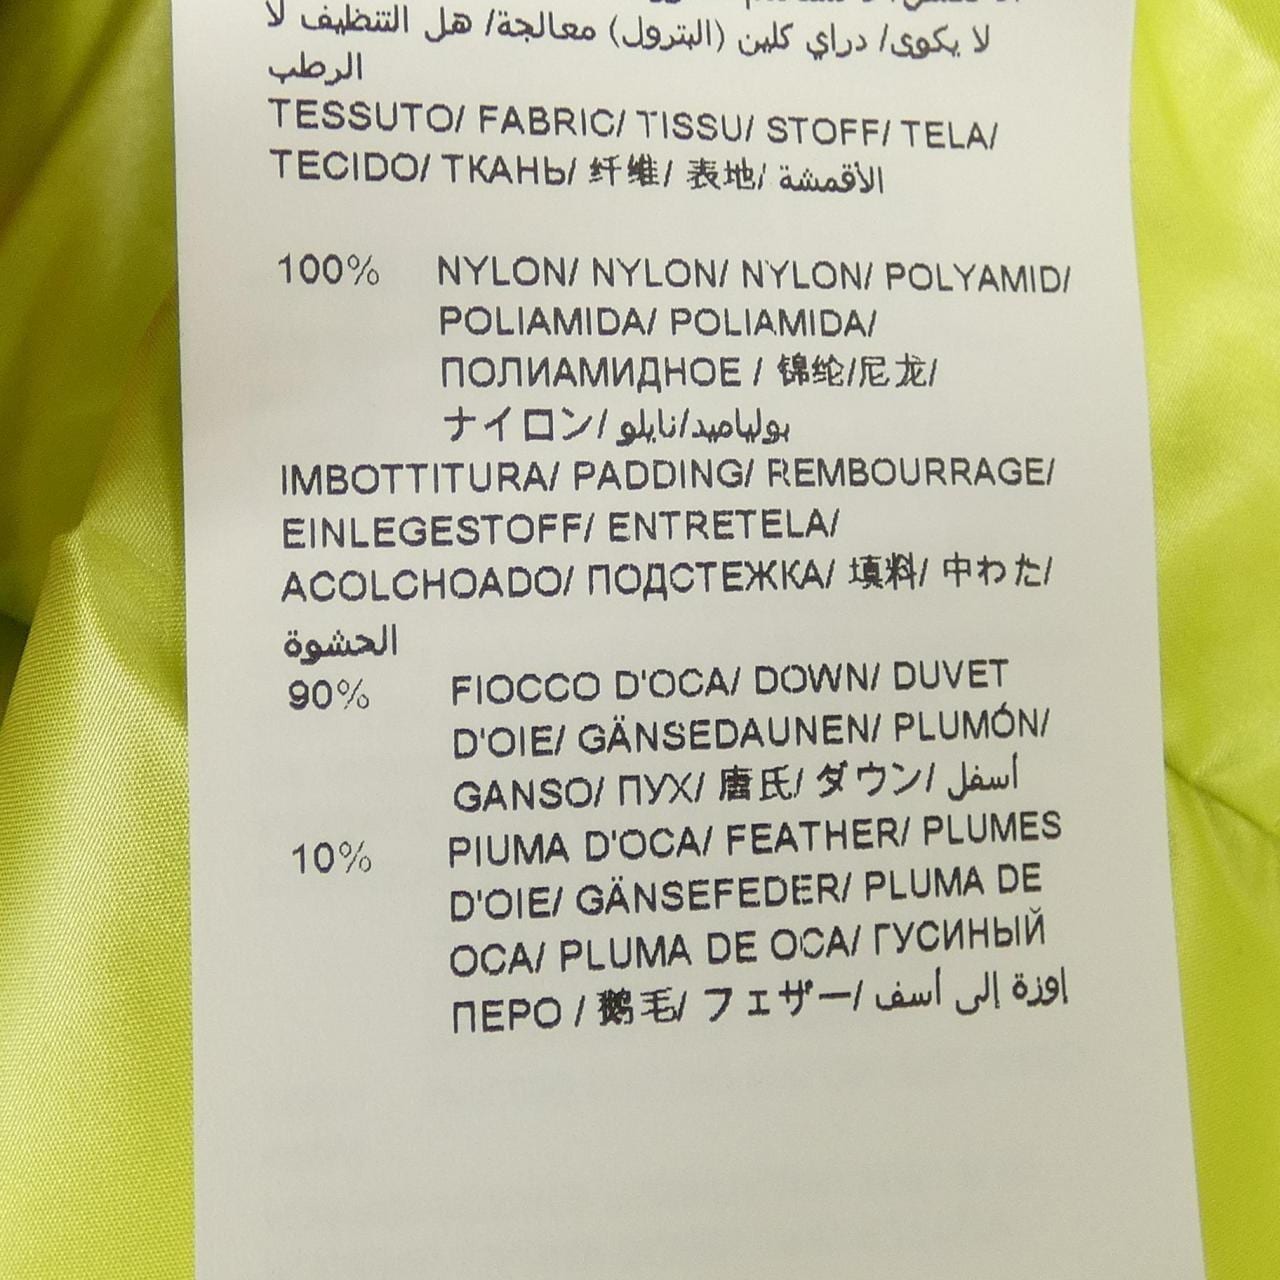 لا يكوى/ دراي كلين (البترول) معالجة/ هل التنظيف لا
الرطب
TESSUTO/ FABRIC/ TISSU/ STOFF/ TELA/
TECIDO/ ТКАНЬ/ 纤维/ 表地/ الأقمشة
100% NYLON/ NYLON/ NYLON/ POLYAMID/
POLIAMIDA/ POLIAMIDA/
ПОЛИАМИДНОЕ / 锦纶/尼龙/
ナイロン/ بولياميد/نايلو
IMBOTTITURA/ PADDING/ REMBOURRAGE/
EINLEGESTOFF/ ENTRETELA/
ACOLCHOADO/ ПОДСТЕЖКА/ 填料/ 中わた/
الحشوة
90% FIOCCO D'OCA/ DOWN/ DUVET
D'OIE/ GÄNSEDAUNEN/ PLUMÓN/
GANSO/ ПУХ/ 唐氏/ ダウン/ أسفل
10% PIUMA D'OCA/ FEATHER/ PLUMES
D'OIE/ GÄNSEFEDER/ PLUMA DE
OCA/ PLUMA DE OCA/ ГУСИНЫЙ
ПЕРО / 鹅毛/ フェザー/ اوزة إلى أسف